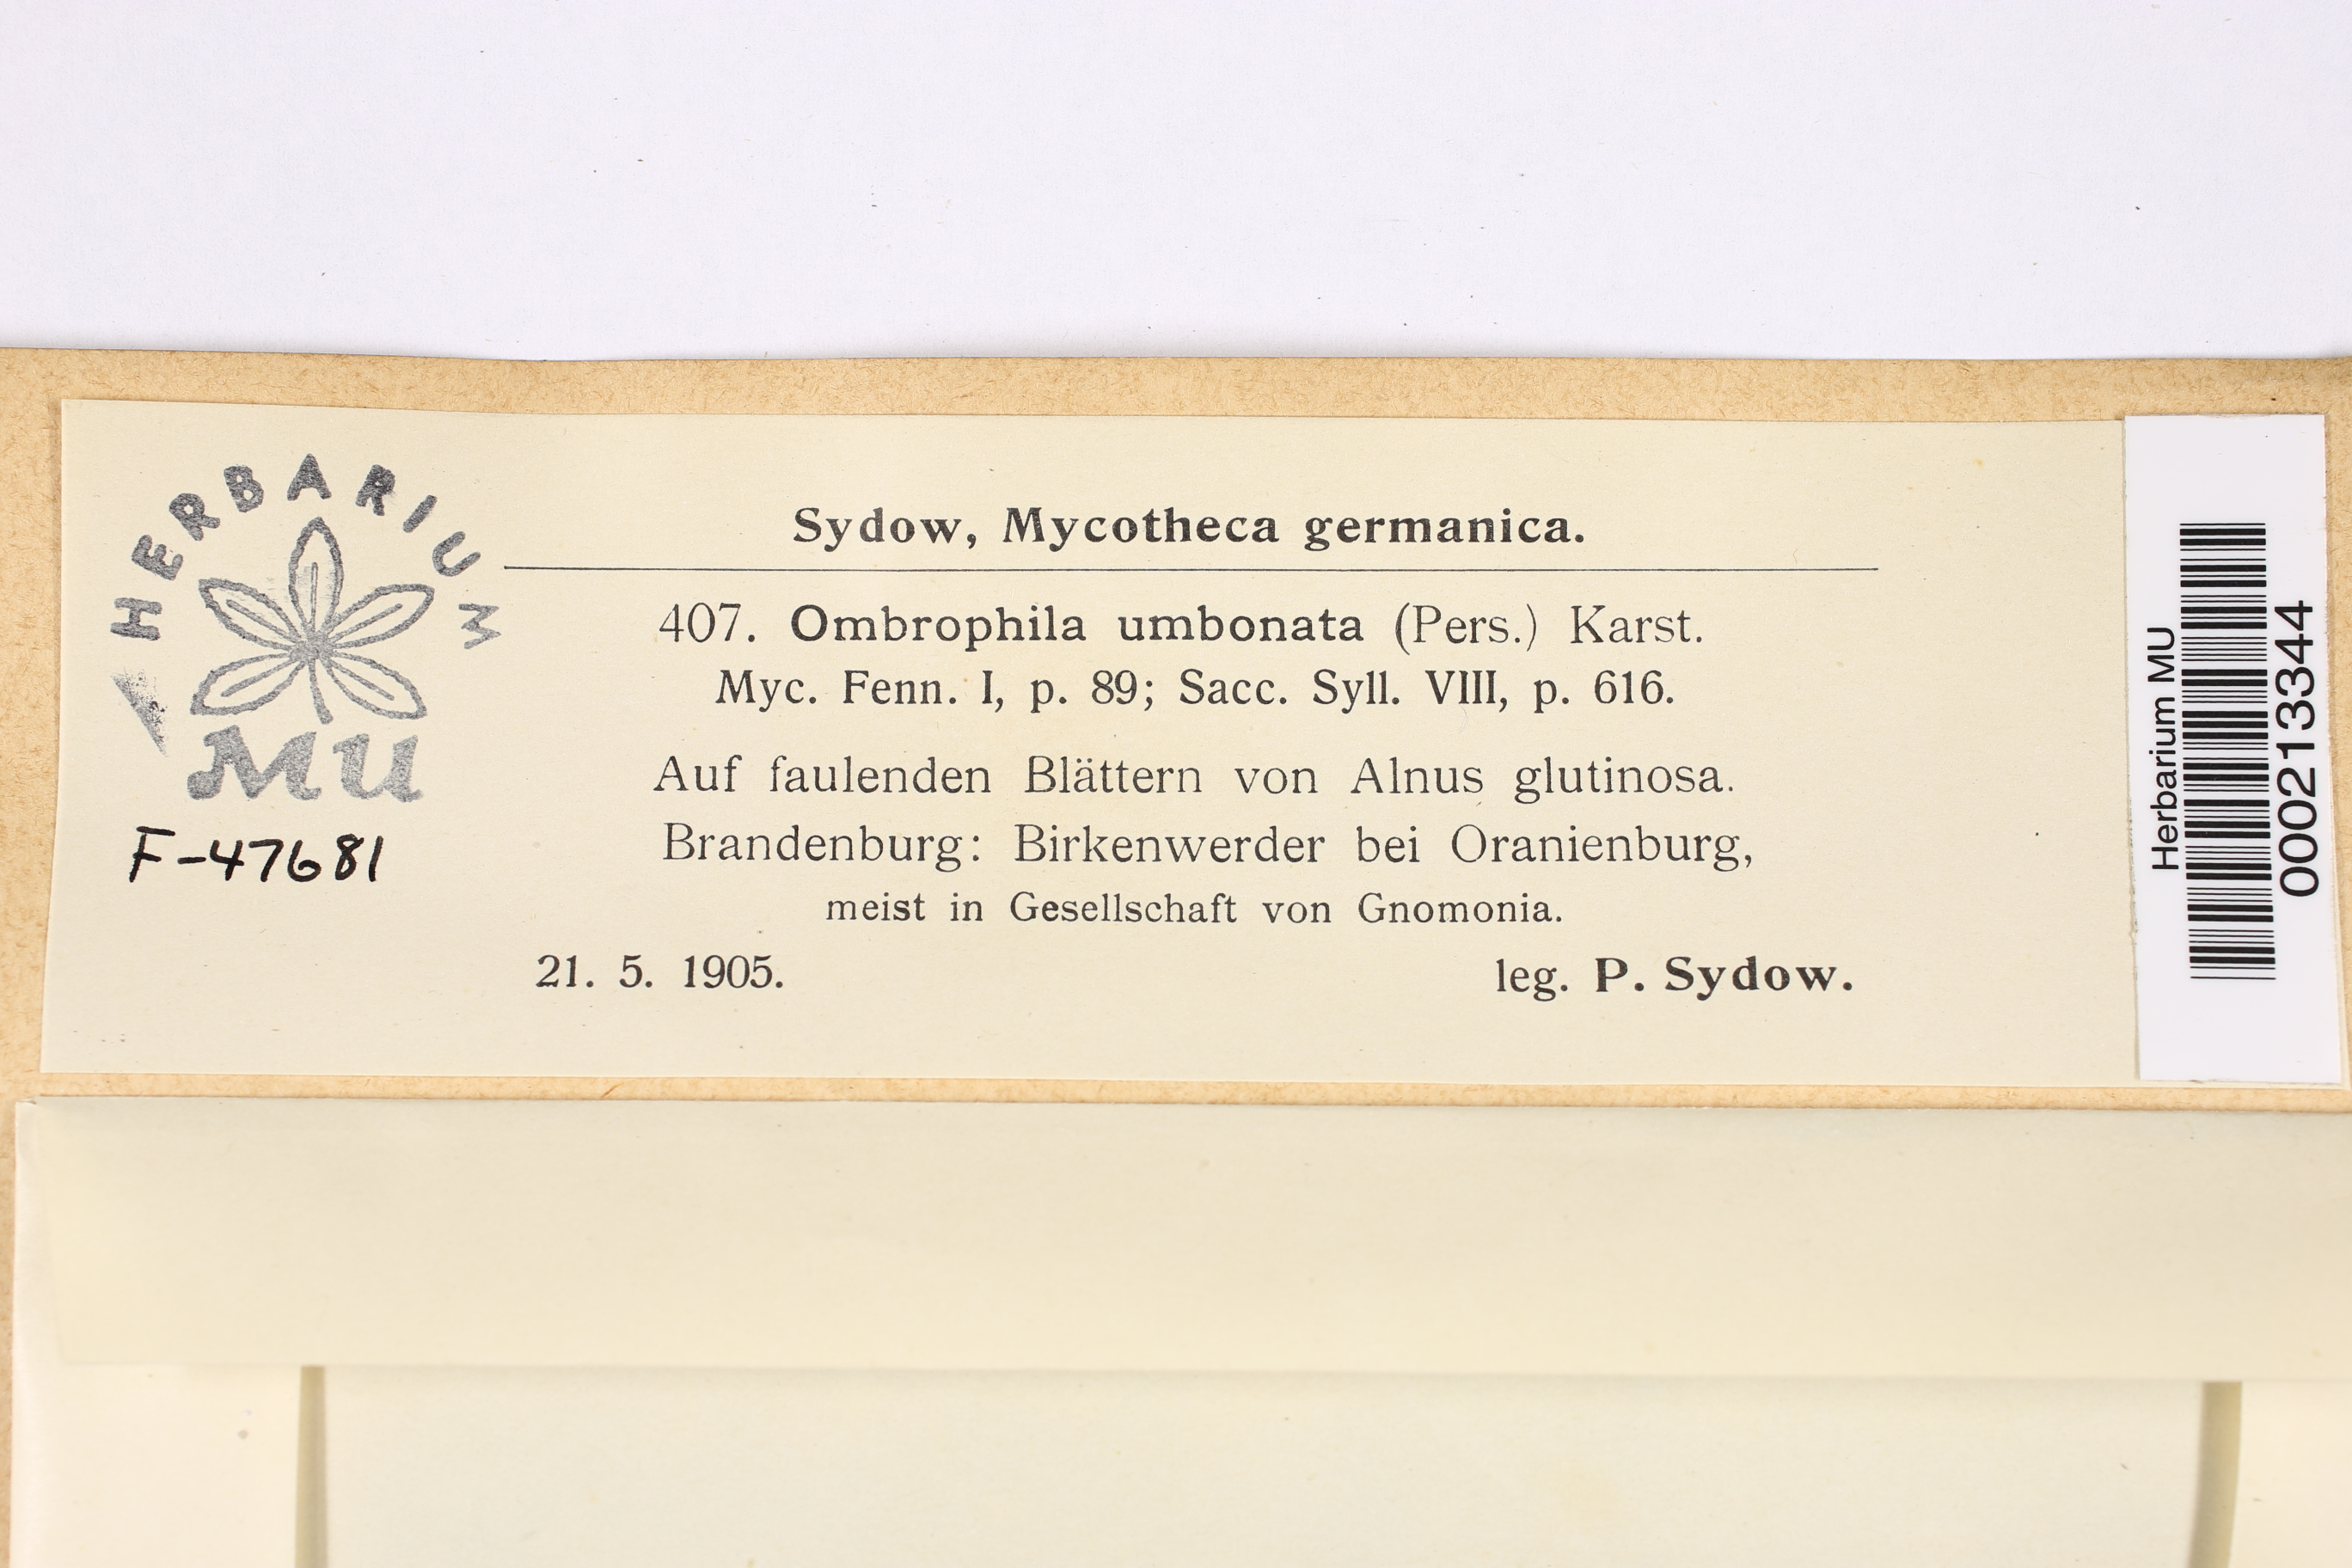 HERBARIUM
MU
F-47681
Sydow, Mycotheca germanica.
407. Ombrophila umbonata (Pers.) Karst.
Myc. Fenn. I, p. 89; Sacc. Syll. VIII, p. 616.
Auf faulenden Blättern von Alnus glutinosa.
Brandenburg: Birkenwerder bei Oranienburg,
meist in Gesellschaft von Gnomonia.
21. 5. 1905. leg. P. Sydow.
Herbarium MU
000213344